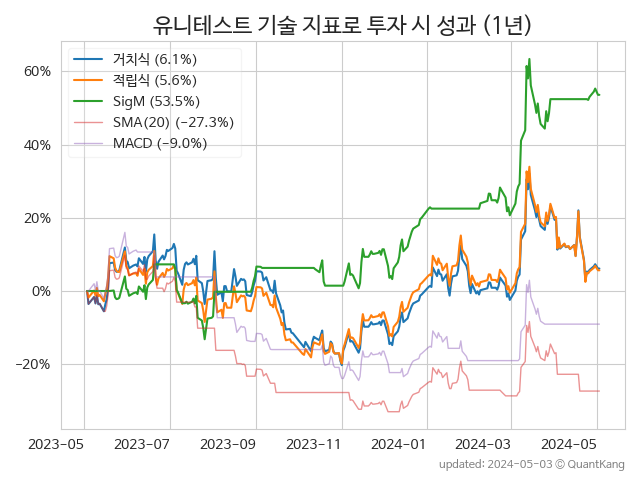 유니테스트 기술 지표로 투자 시 성과 (1년)
거치식 (6.1%)
적립식 (5.6%)
SigM (53.5%)
SMA(20) (−27.3%)
MACD (−9.0%)
60%
40%
20%
0%
−20%
2023-05 2023-07 2023-09 2023-11 2024-01 2024-03 2024-05
updated: 2024-05-03 © QuantKang